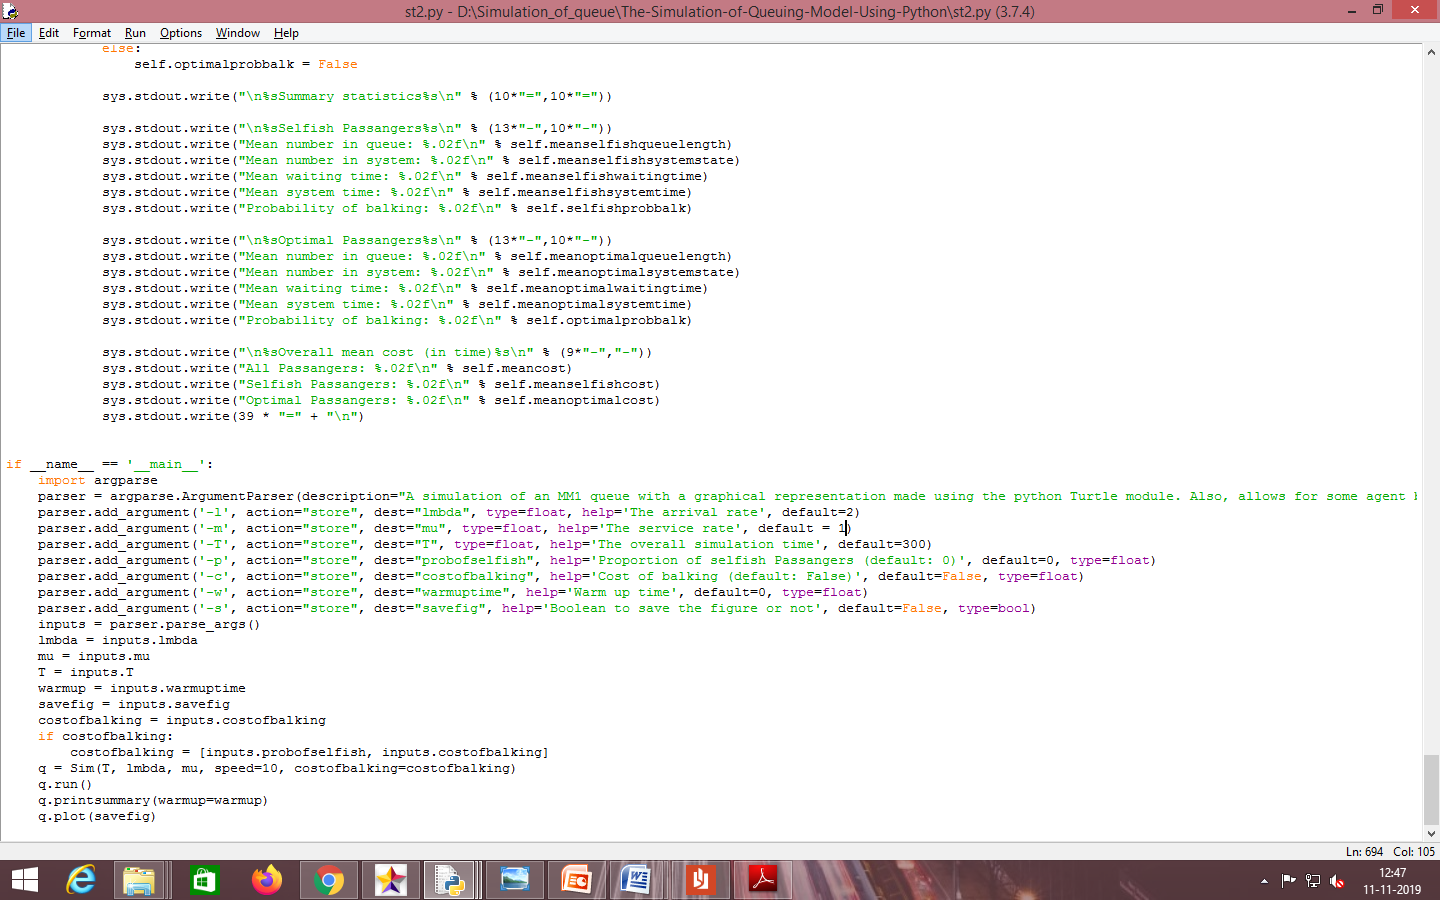 st2.py - D:\Simulation_of_queue\The-Simulation-of-Queuing-Model-Using-Python\st2.py (3.7.4)
File Edit Format Run Options Window Help
else:
self.optimalprobbalk = False
sys.stdout.write("\n%sSummary statistics%s\n" % (10*"=",10*"="))
sys.stdout.write("\n%sSelfish Passangers%s\n" % (13*"-",10*"-"))
sys.stdout.write("Mean number in queue: %.02f\n" % self.meanselfishqueuelength)
sys.stdout.write("Mean number in system: %.02f\n" % self.meanselfishsystemstate)
sys.stdout.write("Mean waiting time: %.02f\n" % self.meanselfishwaitingtime)
sys.stdout.write("Mean system time: %.02f\n" % self.meanselfishsystemtime)
sys.stdout.write("Probability of balking: %.02f\n" % self.selfishprobbalk)
sys.stdout.write("\n%sOptimal Passangers%s\n" % (13*"-",10*"-"))
sys.stdout.write("Mean number in queue: %.02f\n" % self.meanoptimalqueuelength)
sys.stdout.write("Mean number in system: %.02f\n" % self.meanoptimalsystemstate)
sys.stdout.write("Mean waiting time: %.02f\n" % self.meanoptimalwaitingtime)
sys.stdout.write("Mean system time: %.02f\n" % self.meanoptimalsystemtime)
sys.stdout.write("Probability of balking: %.02f\n" % self.optimalprobbalk)
sys.stdout.write("\n%sOverall mean cost (in time)%s\n" % (9*"-","-"))
sys.stdout.write("All Passangers: %.02f\n" % self.meancost)
sys.stdout.write("Selfish Passangers: %.02f\n" % self.meanselfishcost)
sys.stdout.write("Optimal Passangers: %.02f\n" % self.meanoptimalcost)
sys.stdout.write(39 * "=" + "\n")
if __name__ == '__main__':
import argparse
parser = argparse.ArgumentParser(description="A simulation of an MM1 queue with a graphical representation made using the python Turtle module. Also, allows for some agent
parser.add_argument('-l', action="store", dest="lmbda", type=float, help='The arrival rate', default=2)
parser.add_argument('-m', action="store", dest="mu", type=float, help='The service rate', default = 1)
parser.add_argument('-T', action="store", dest="T", type=float, help='The overall simulation time', default=300)
parser.add_argument('-p', action="store", dest="probofselfish", help='Proportion of selfish Passangers (default: 0)', default=0, type=float)
parser.add_argument('-c', action="store", dest="costofbalking", help='Cost of balking (default: False)', default=False, type=float)
parser.add_argument('-w', action="store", dest="warmuptime", help='Warm up time', default=0, type=float)
parser.add_argument('-s', action="store", dest="savefig", help='Boolean to save the figure or not', default=False, type=bool)
inputs = parser.parse_args()
lmbda = inputs.lmbda
mu = inputs.mu
T = inputs.T
warmup = inputs.warmuptime
savefig = inputs.savefig
costofbalking = inputs.costofbalking
if costofbalking:
costofbalking = [inputs.probofselfish, inputs.costofbalking]
q = Sim(T, lmbda, mu, speed=10, costofbalking=costofbalking)
q.run()
q.printsummary(warmup=warmup)
q.plot(savefig)
Ln: 694 Col: 105
12:47
11-11-2019